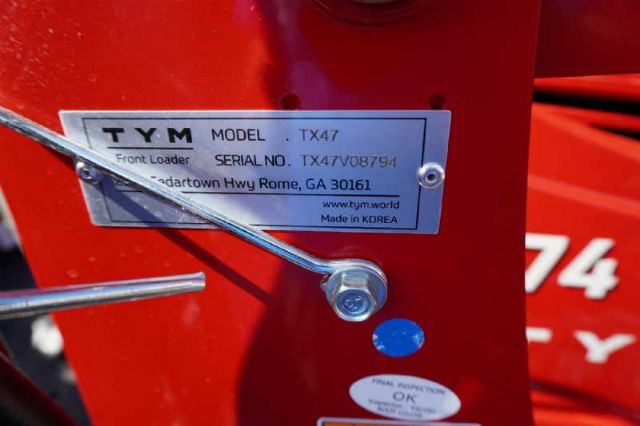 TYM MODEL . TX47
Front Loader SERIAL NO. TX47V08794
Cedartown Hwy Rome, GA 30161
www.tym.world
Made in KOREA
74
TY
FINAL INSPECTION
OK